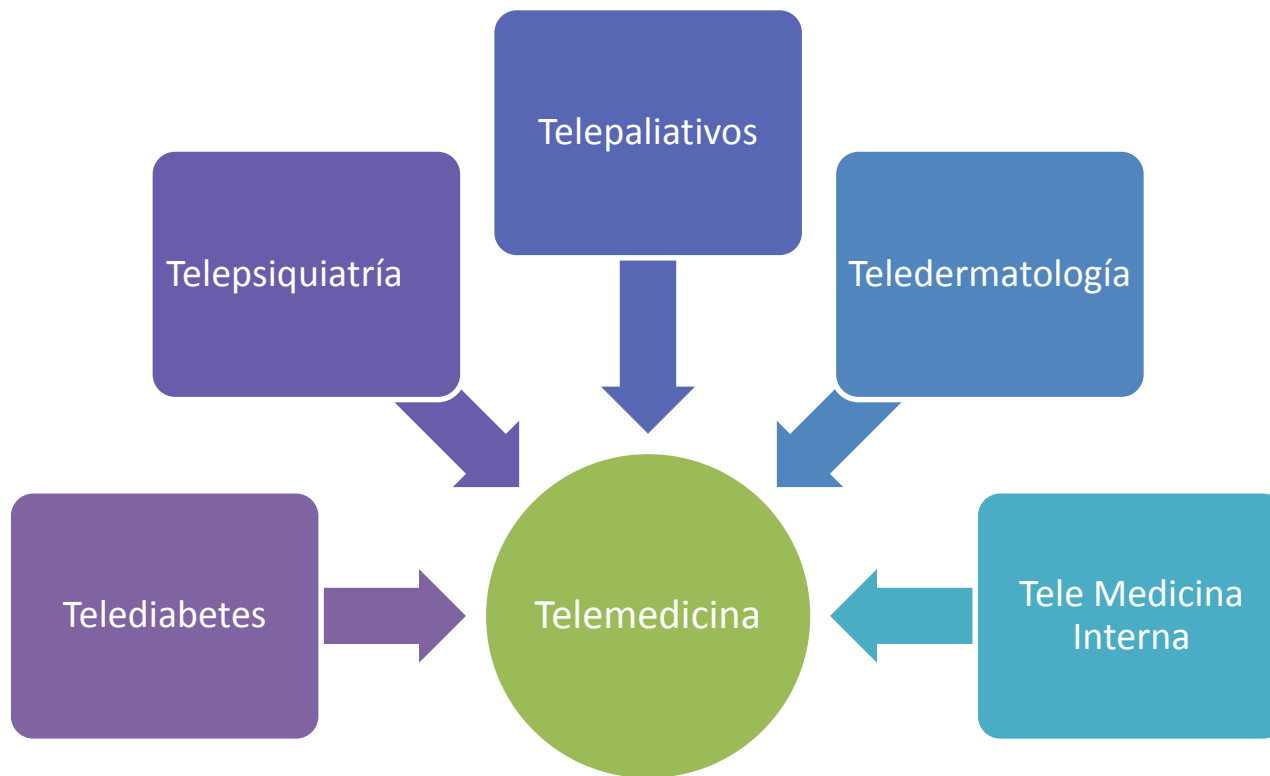 Telepaliativos
Telepsiquiatría
Teledermatología
Telediabetes
Telemedicina
Tele Medicina
Interna